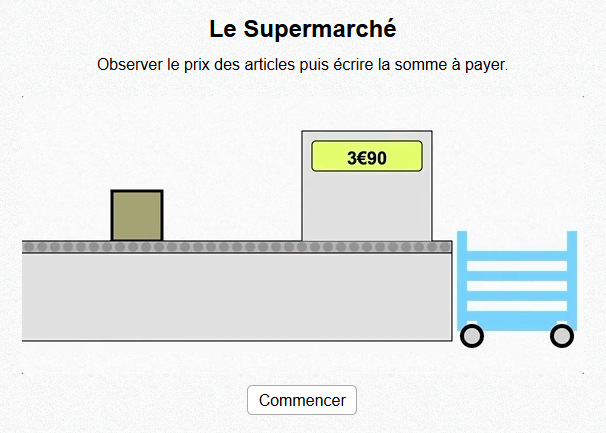 Le Supermarché
Observer le prix des articles puis écrire la somme à payer.
3€90
Commencer